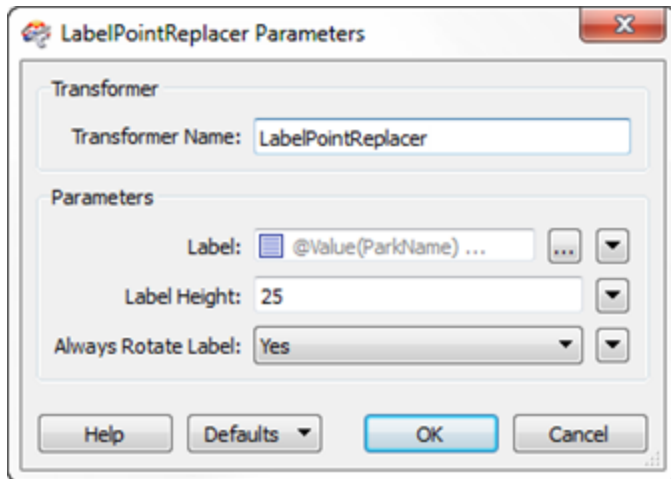 LabelPointReplacer Parameters
Transformer
Transformer Name: LabelPointReplacer
Parameters
Label: @Value(ParkName) ... ...
Label Height: 25
Always Rotate Label: Yes
Help Defaults OK Cancel